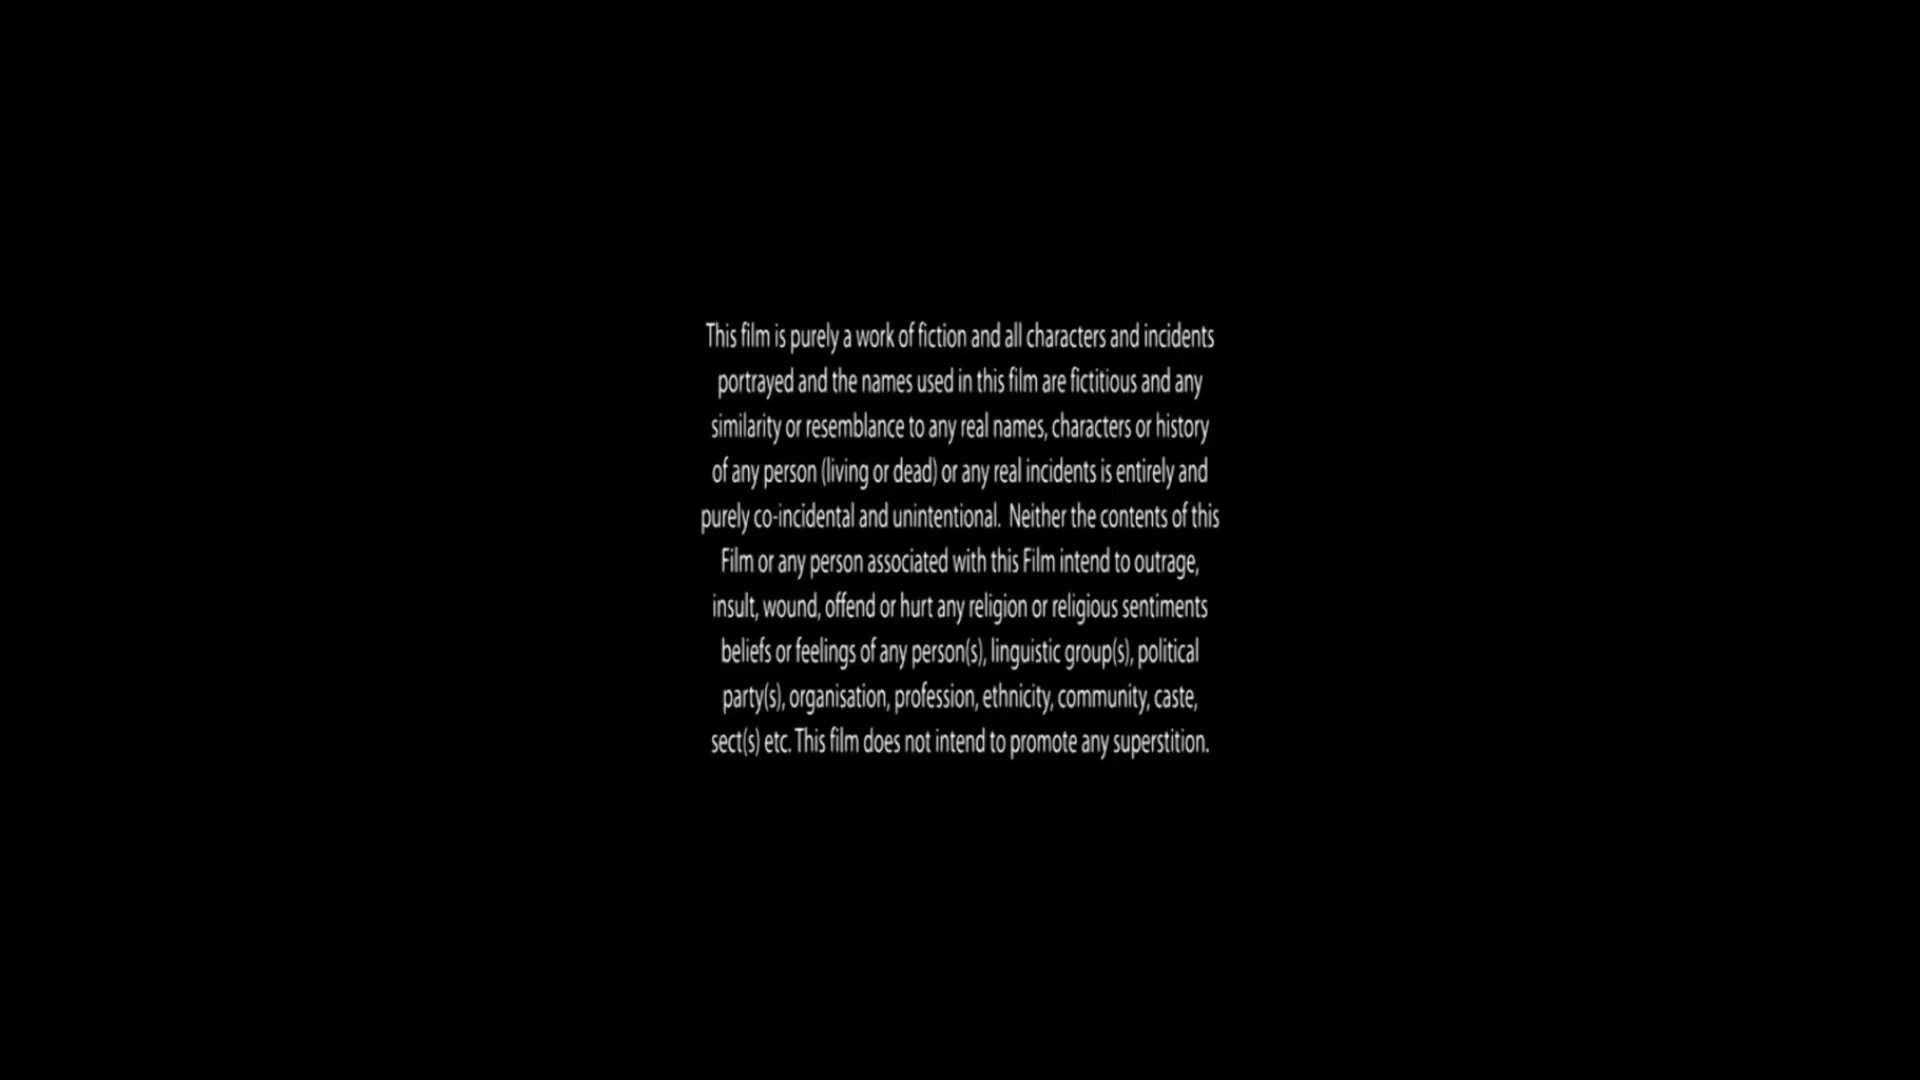 This film is purely a work of fiction and all characters and incidents
portrayed and the names used in this film are fictitious and any
similarity or resemblance to any real names, characters or history
of any person (living or dead) or any real incidents is entirely and
purely co-incidental and unintentional.  Neither the contents of this
Film or any person associated with this Film intend to outrage,
insult, wound, offend or hurt any religion or religious sentiments
beliefs or feelings of any person(s), linguistic group(s), political
party(s), organisation, profession, ethnicity, community, caste,
sect(s) etc. This film does not intend to promote any superstition.